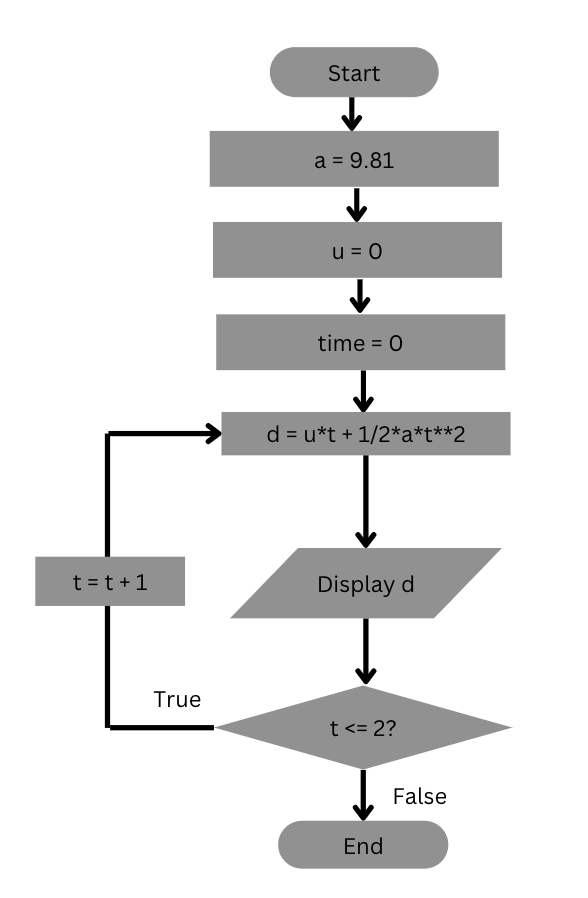 Start
a = 9.81
u = 0
time = 0
d = u*t + 1/2*a*t**2
t = t + 1
Display d
True
t <= 2?
False
End